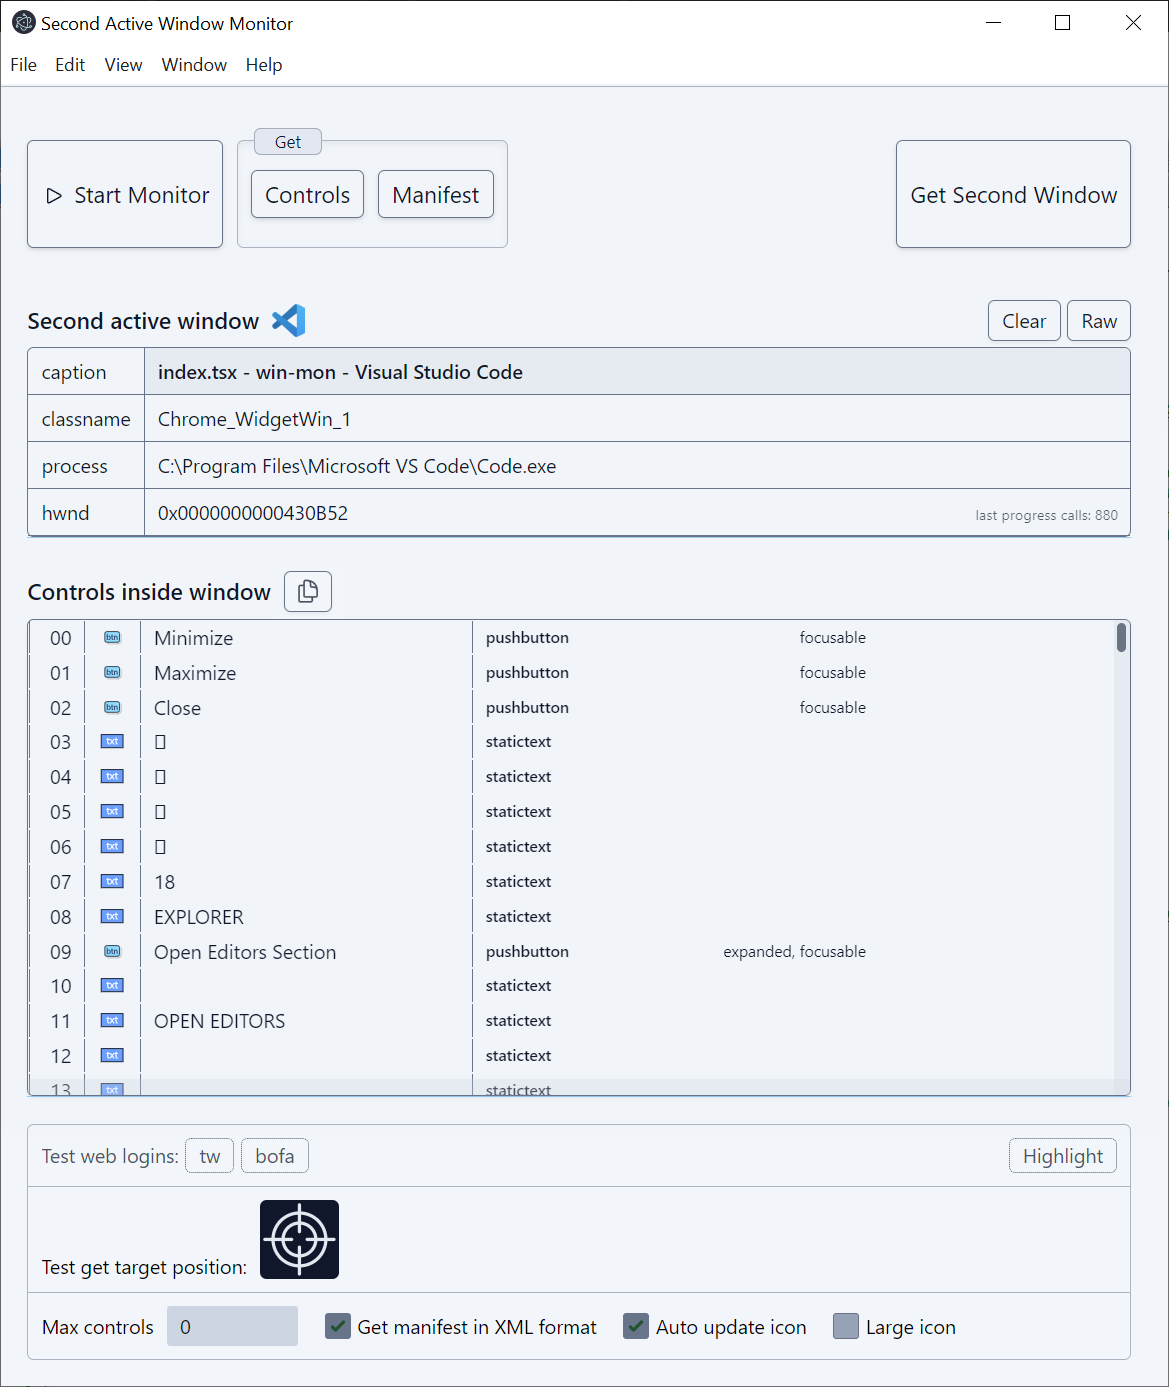 Second Active Window Monitor
File Edit View Window Help
Get
Start Monitor Controls Manifest Get Second Window
Second active window Clear Raw
caption index.tsx - win-mon - Visual Studio Code
classname Chrome_WidgetWin_1
process C:\Program Files\Microsoft VS Code\Code.exe
hwnd 0x0000000000430B52 last progress calls: 880
Controls inside window
00 btn Minimize pushbutton focusable
01 btn Maximize pushbutton focusable
02 btn Close pushbutton focusable
03 txt statictext
04 txt statictext
05 txt statictext
06 txt statictext
07 txt 18 statictext
08 txt EXPLORER statictext
09 btn Open Editors Section pushbutton expanded, focusable
10 txt statictext
11 txt OPEN EDITORS statictext
12 txt statictext
13 txt statictext
Test web logins: tw bofa Highlight
Test get target position:
Max controls 0 Get manifest in XML format Auto update icon Large icon